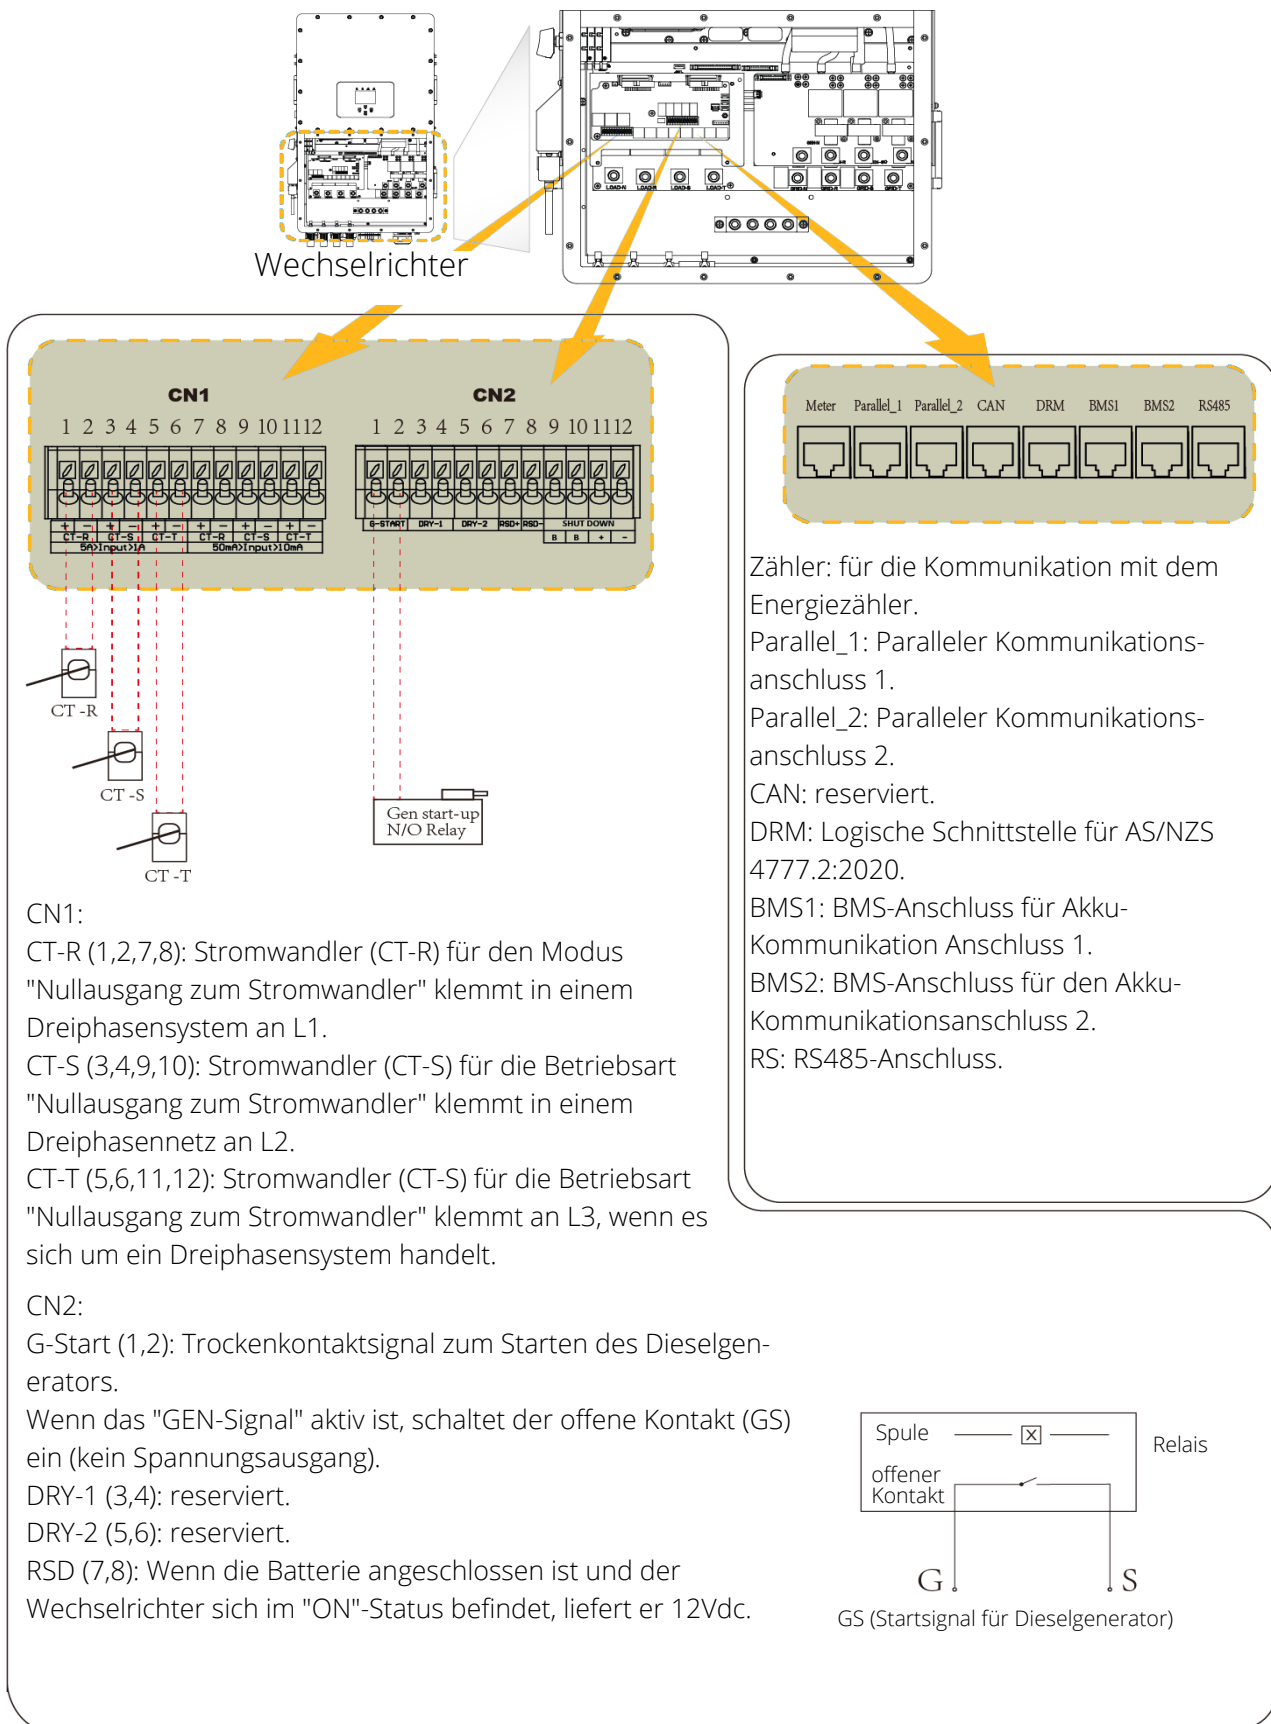 LOAD-N LOAD-R LOAD-S LOAD-T
GEN-N
GRID-N GRID-R GRID-S GRID-T
Wechselrichter
CN1
1 2 3 4 5 6 7 8 9 10 11 12
+ − + − + − + − + − + −
CT-R CT-S CT-T CT-R CT-S CT-T
5A>Input>1A 50mA>Input>10mA
CN2
1 2 3 4 5 6 7 8 9 10 11 12
G-START DRY-1 DRY-2 RSD+ RSD- SHUT DOWN
B B + −
CT -R
CT -S
CT -T
Gen start-up
N/O Relay
Meter Parallel_1 Parallel_2 CAN DRM BMS1 BMS2 RS485
Zähler: für die Kommunikation mit dem
Energiezähler.
Parallel_1: Paralleler Kommunikations-
anschluss 1.
Parallel_2: Paralleler Kommunikations-
anschluss 2.
CAN: reserviert.
DRM: Logische Schnittstelle für AS/NZS
4777.2:2020.
BMS1: BMS-Anschluss für Akku-
Kommunikation Anschluss 1.
BMS2: BMS-Anschluss für den Akku-
Kommunikationsanschluss 2.
RS: RS485-Anschluss.
CN1:
CT-R (1,2,7,8): Stromwandler (CT-R) für den Modus
"Nullausgang zum Stromwandler" klemmt in einem
Dreiphasensystem an L1.
CT-S (3,4,9,10): Stromwandler (CT-S) für die Betriebsart
"Nullausgang zum Stromwandler" klemmt in einem
Dreiphasennetz an L2.
CT-T (5,6,11,12): Stromwandler (CT-S) für die Betriebsart
"Nullausgang zum Stromwandler" klemmt an L3, wenn es
sich um ein Dreiphasensystem handelt.
CN2:
G-Start (1,2): Trockenkontaktsignal zum Starten des Dieselgen-
erators.
Wenn das "GEN-Signal" aktiv ist, schaltet der offene Kontakt (GS)
ein (kein Spannungsausgang).
DRY-1 (3,4): reserviert.
DRY-2 (5,6): reserviert.
RSD (7,8): Wenn die Batterie angeschlossen ist und der
Wechselrichter sich im "ON"-Status befindet, liefert er 12Vdc.
Spule
X
Relais
offener
Kontakt
G S
GS (Startsignal für Dieselgenerator)